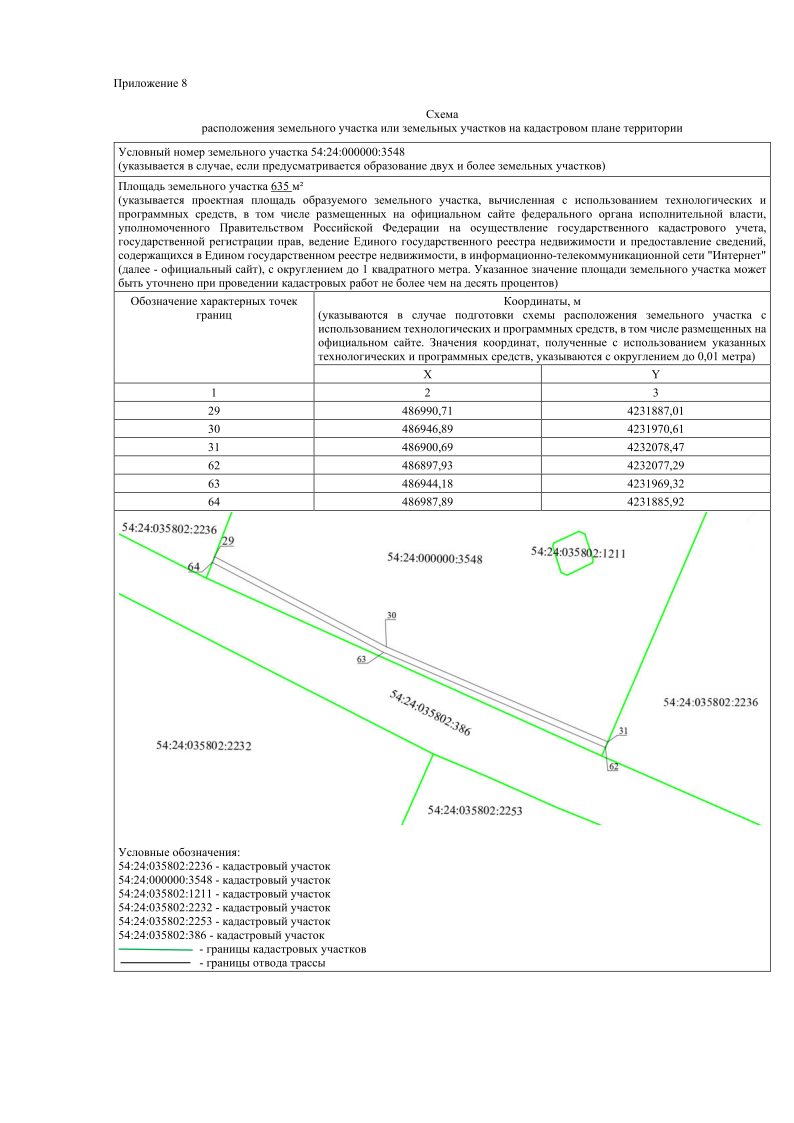 Приложение 8
Схема
расположения земельного участка или земельных участков на кадастровом плане территории
Условный номер земельного участка 54:24:000000:3548
(указывается в случае, если предусматривается образование двух и более земельных участков)
Площадь земельного участка 635 м²
(указывается проектная площадь образуемого земельного участка, вычисленная с использованием технологических и
программных средств, в том числе размещенных на официальном сайте федерального органа исполнительной власти,
уполномоченного Правительством Российской Федерации на осуществление государственного кадастрового учета,
государственной регистрации прав, ведение Единого государственного реестра недвижимости и предоставление сведений,
содержащихся в Едином государственном реестре недвижимости, в информационно-телекоммуникационной сети "Интернет"
(далее - официальный сайт), с округлением до 1 квадратного метра. Указанное значение площади земельного участка может
быть уточнено при проведении кадастровых работ не более чем на десять процентов)
Обозначение характерных точек
границ
Координаты, м
(указываются в случае подготовки схемы расположения земельного участка с
использованием технологических и программных средств, в том числе размещенных на
официальном сайте. Значения координат, полученные с использованием указанных
технологических и программных средств, указываются с округлением до 0,01 метра)
X Y
1 2 3
29 486990,71 4231887,01
30 486946,89 4231970,61
31 486900,69 4232078,47
62 486897,93 4232077,29
63 486944,18 4231969,32
64 486987,89 4231885,92
54:24:035802:2236
29
54:24:000000:3548
54:24:035802:1211
64
30
63
54:24:035802:386
54:24:035802:2236
31
54:24:035802:2232
62
54:24:035802:2253
Условные обозначения:
54:24:035802:2236 - кадастровый участок
54:24:000000:3548 - кадастровый участок
54:24:035802:1211 - кадастровый участок
54:24:035802:2232 - кадастровый участок
54:24:035802:2253 - кадастровый участок
54:24:035802:386 - кадастровый участок
- границы кадастровых участков
- границы отвода трассы